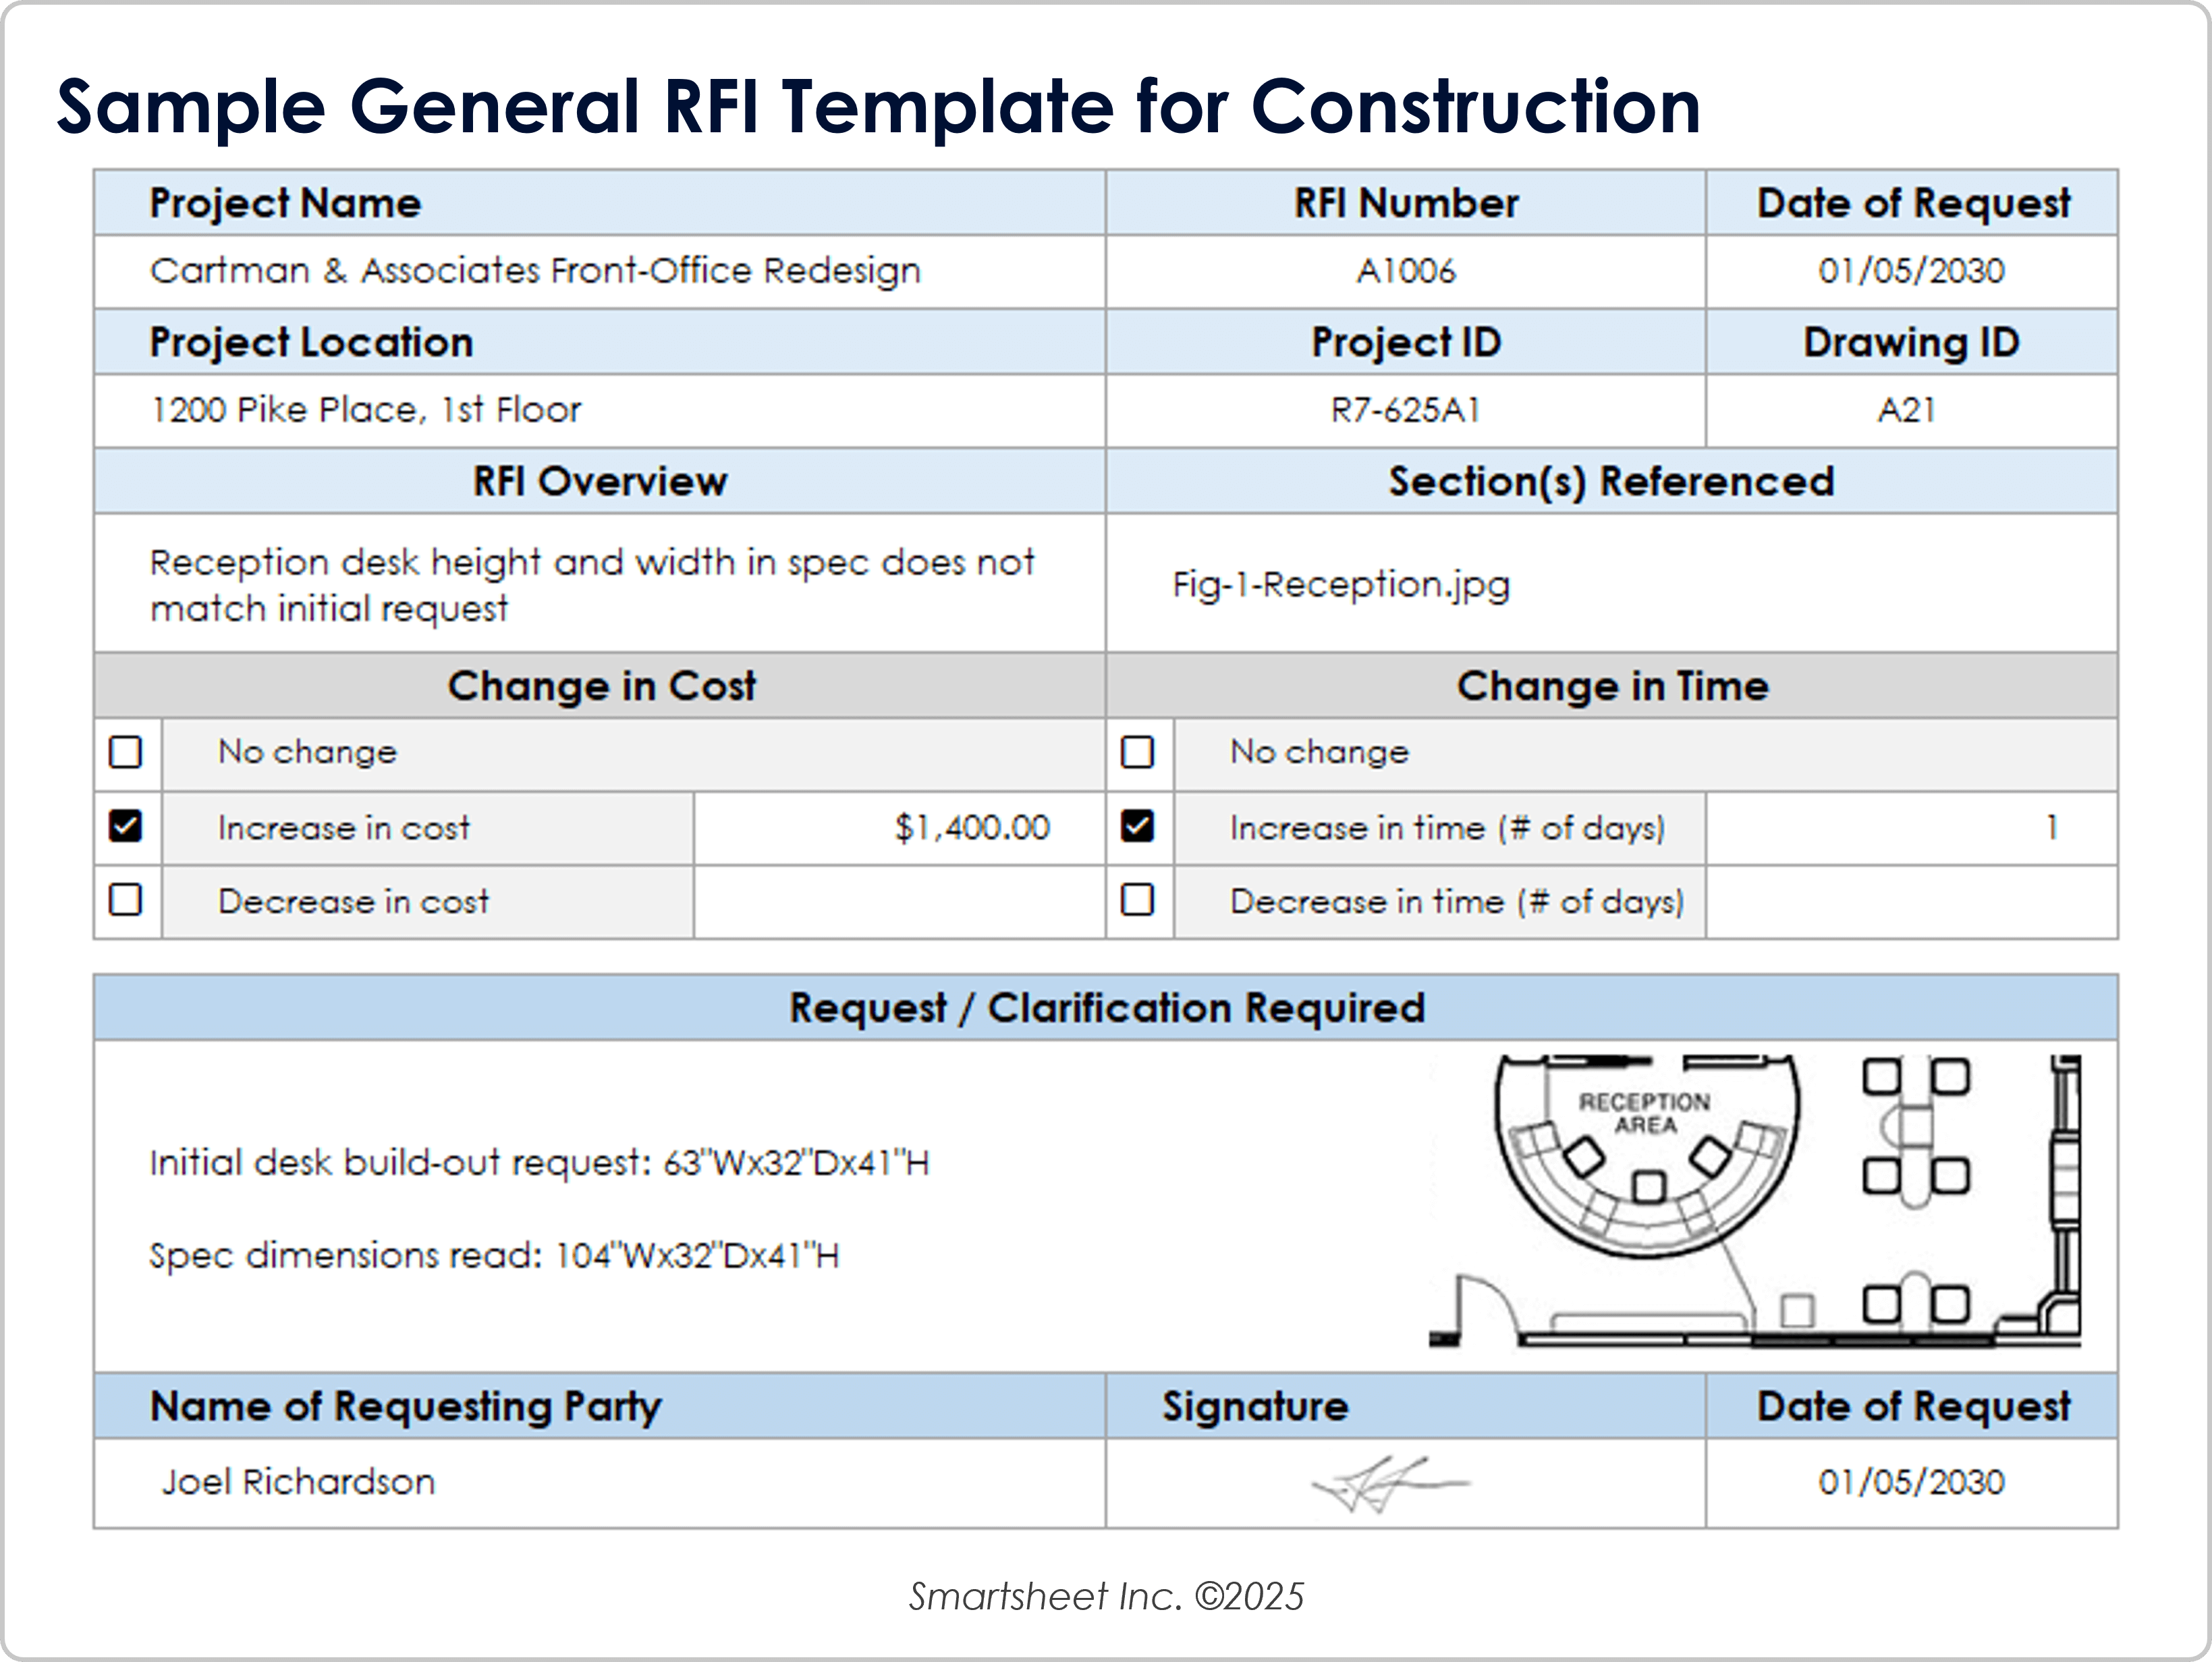 Sample General RFI Template for Construction
Project Name
RFI Number
Date of Request
Cartman & Associates Front-Office Redesign
A1006
01/05/2030
Project Location
Project ID
Drawing ID
1200 Pike Place, 1st Floor
R7-625A1
A21
RFI Overview
Section(s) Referenced
Reception desk height and width in spec does not
match initial request
Fig-1-Reception.jpg
Change in Cost
Change in Time
No change
No change
Increase in cost
$1,400.00
Increase in time (# of days)
1
Decrease in cost
Decrease in time (# of days)
Request / Clarification Required
RECEPTION
AREA
Initial desk build-out request: 63"Wx32"Dx41"H
Spec dimensions read: 104"Wx32"Dx41"H
Name of Requesting Party
Signature
Date of Request
Joel Richardson
01/05/2030
Smartsheet Inc. ©2025